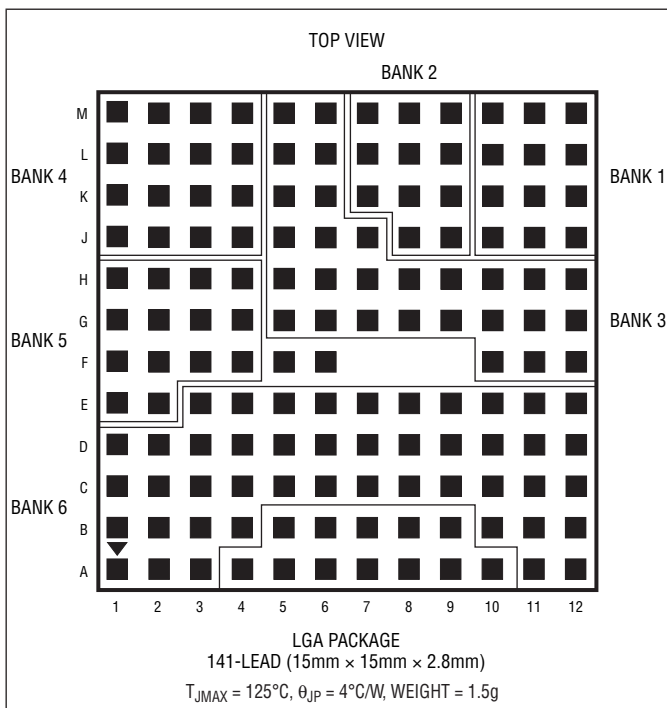 TOP VIEW
BANK 2
M
L
BANK 4
BANK 1
K
J
H
G
BANK 5
BANK 3
F
E
D
C
BANK 6
B
A
1 2 3 4 5 6 7 8 9 10 11 12
LGA PACKAGE
141-LEAD (15mm × 15mm × 2.8mm)
TJMAX = 125°C, θJP = 4°C/W, WEIGHT = 1.5g